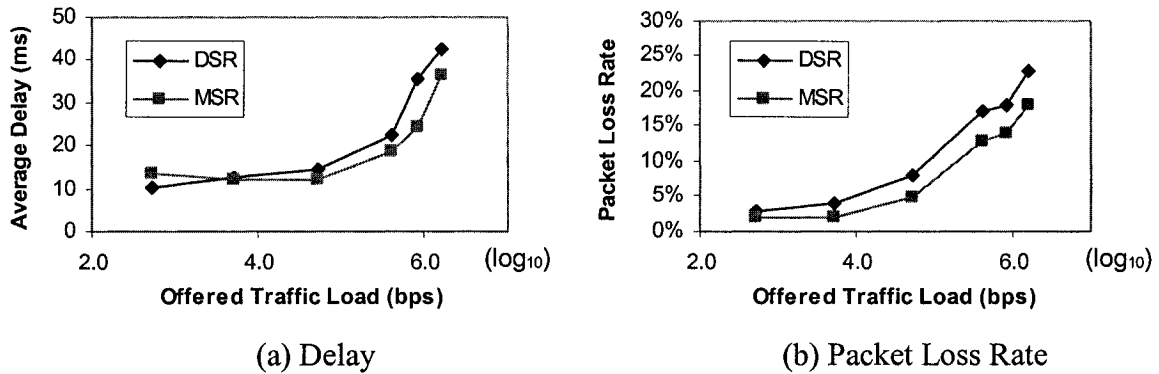 50
40
30
20
10
0
Average Delay (ms)
DSR
MSR
2.0 4.0 6.0 (log₁₀)
Offered Traffic Load (bps)
(a) Delay
30%
25%
20%
15%
10%
5%
0%
Packet Loss Rate
DSR
MSR
2.0 4.0 6.0 (log₁₀)
Offered Traffic Load (bps)
(b) Packet Loss Rate